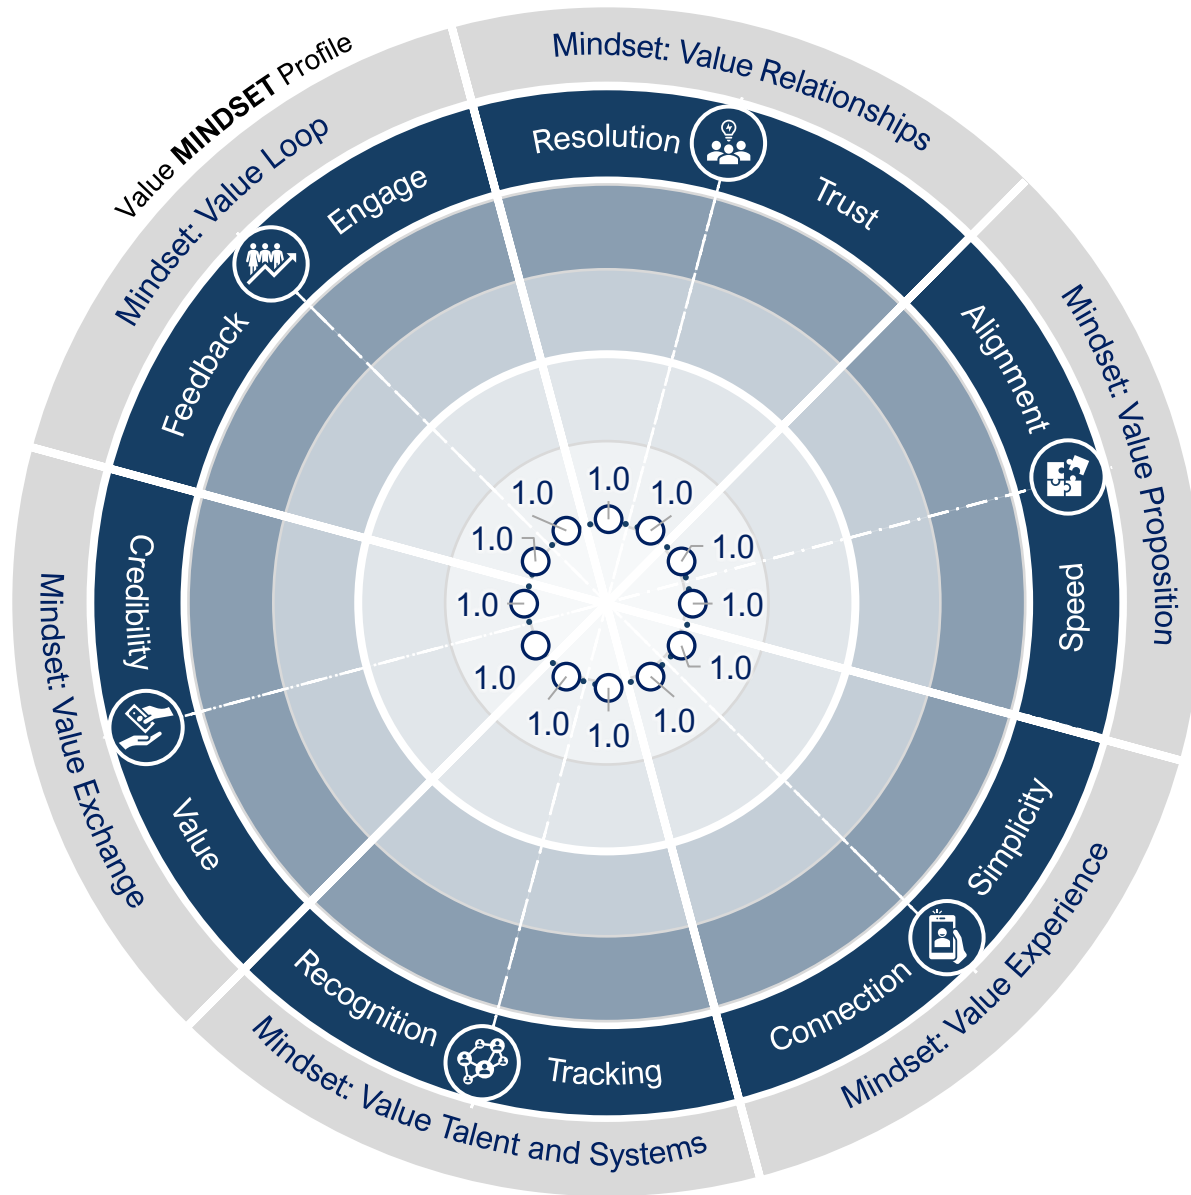 Value MINDSET Profile
Mindset: Value Loop
Mindset: Value Relationships
Mindset: Value Proposition
Mindset: Value Experience
Mindset: Value Talent and Systems
Mindset: Value Exchange
Engage
Resolution
Trust
Alignment
Speed
Simplicity
Connection
Tracking
Recognition
Value
Credibility
Feedback
1.0
1.0
1.0
1.0
1.0
1.0
1.0
1.0
1.0
1.0
1.0
1.0